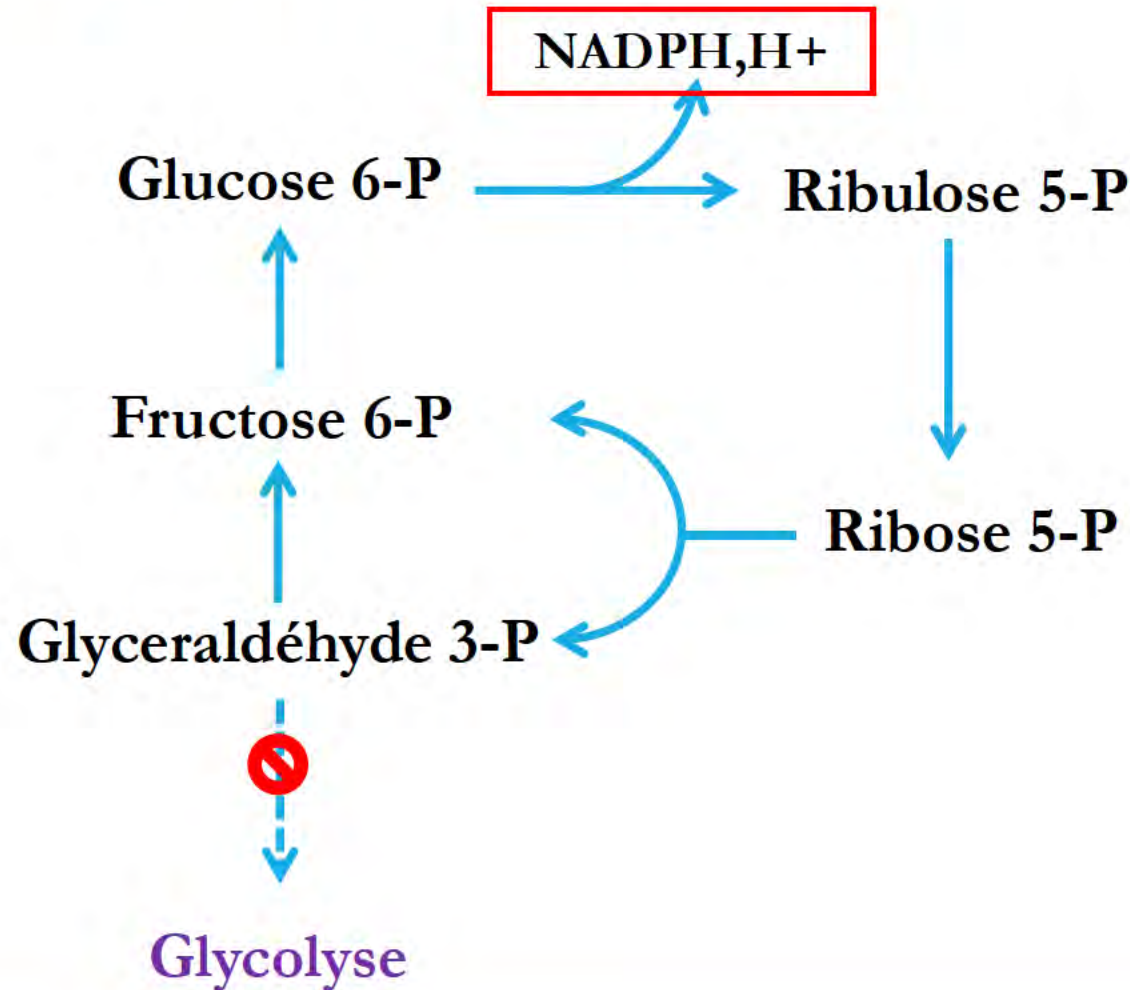 NADPH,H+
Glucose 6-P
Ribulose 5-P
Fructose 6-P
Ribose 5-P
Glyceraldéhyde 3-P
Glycolyse